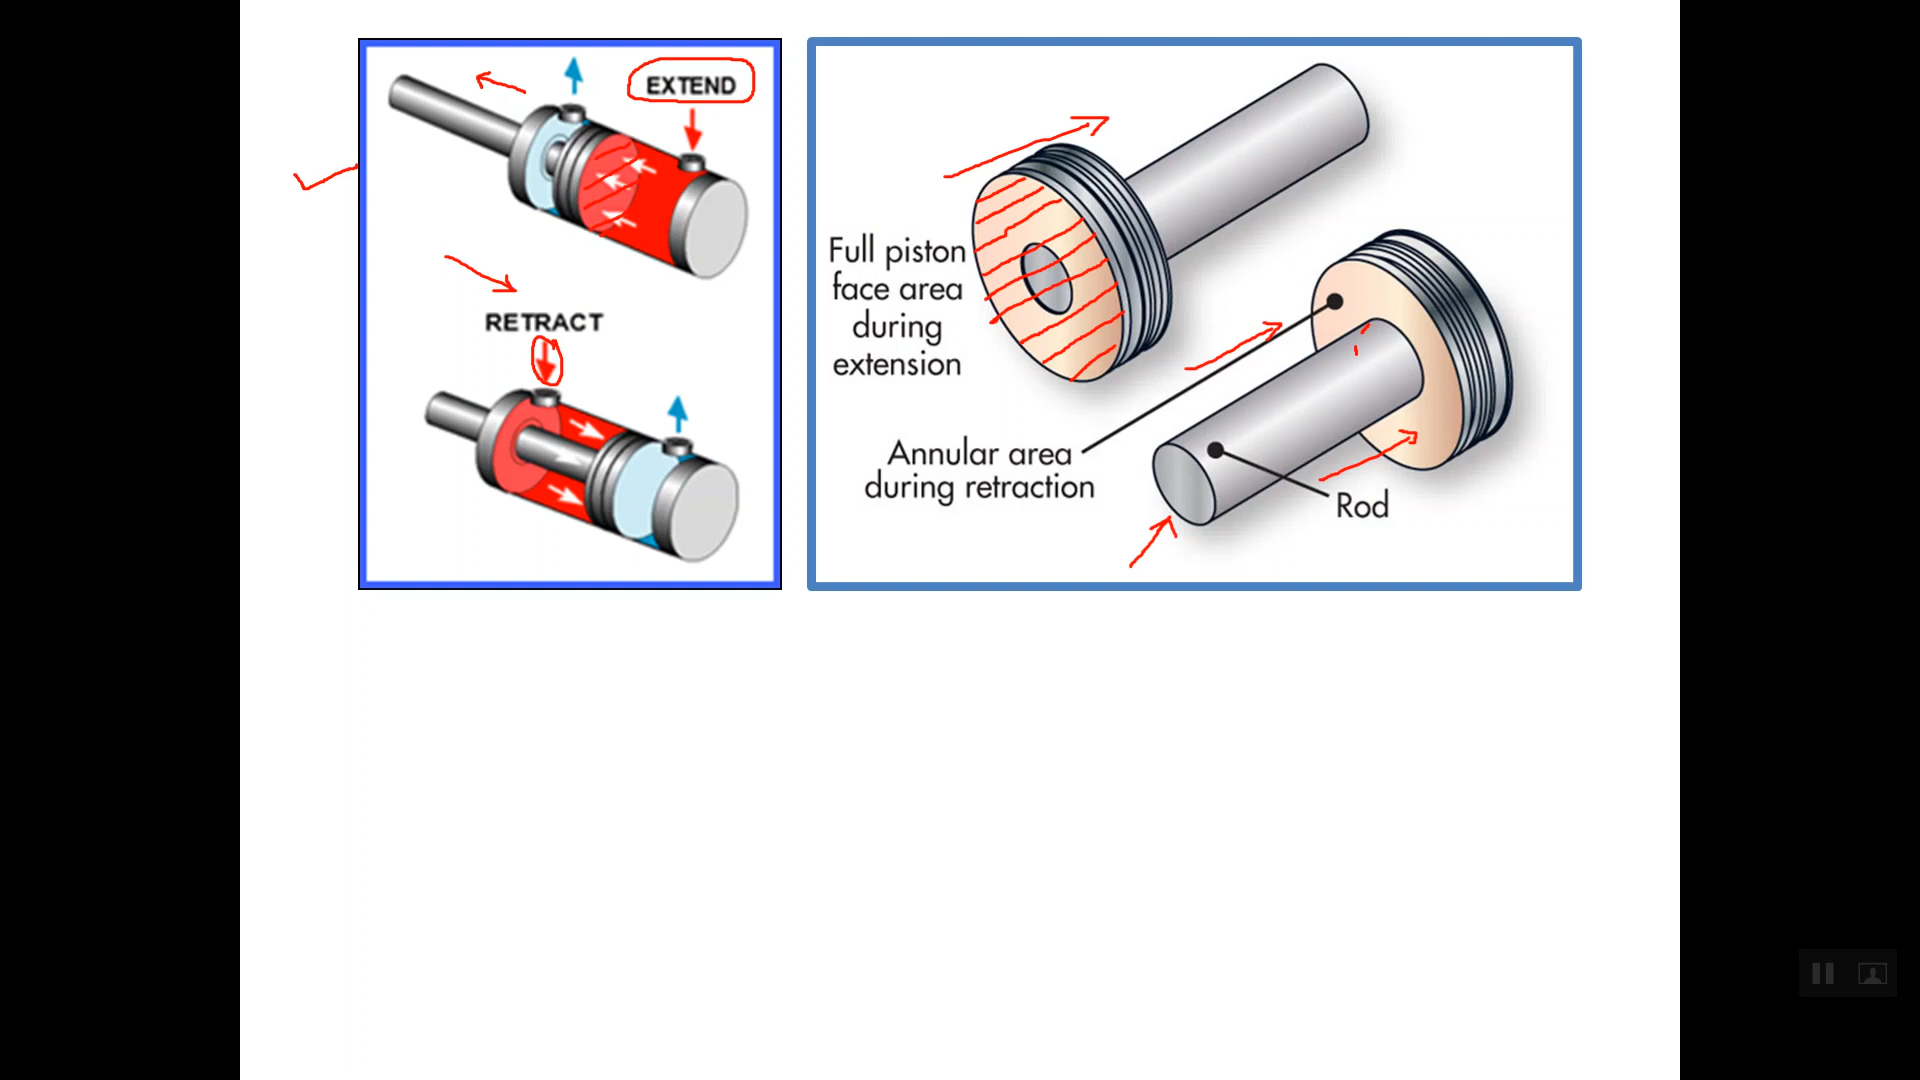 EXTEND
RETRACT
Full piston
face area
during
extension
Annular area
during retraction
Rod